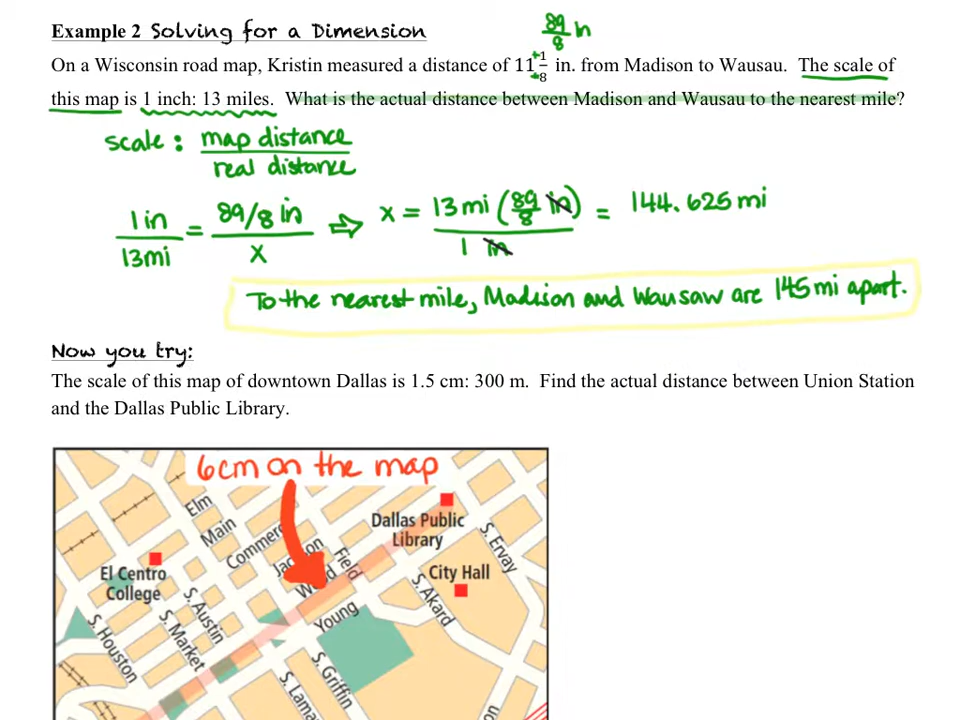 Example 2 Solving for a Dimension
89/8 in
On a Wisconsin road map, Kristin measured a distance of 11 1/8 in. from Madison to Wausau. The scale of
this map is 1 inch: 13 miles. What is the actual distance between Madison and Wausau to the nearest mile?
scale : map distance
real distance
1 in / 13mi = 89/8 in / x ⇒ x = 13 mi (89/8 in) / 1 in = 144.625 mi
To the nearest mile, Madison and Wausaw are 145 mi apart.
Now you try:
The scale of this map of downtown Dallas is 1.5 cm: 300 m. Find the actual distance between Union Station
and the Dallas Public Library.
6cm on the map
Elm
Main
Commerc
Dallas Public
Library
S. Ervay
Field
El Centro
College
City Hall
S. Akard
S. Austin
Young
S. Houston
S. Market
S. Griffin
S. Lama
on